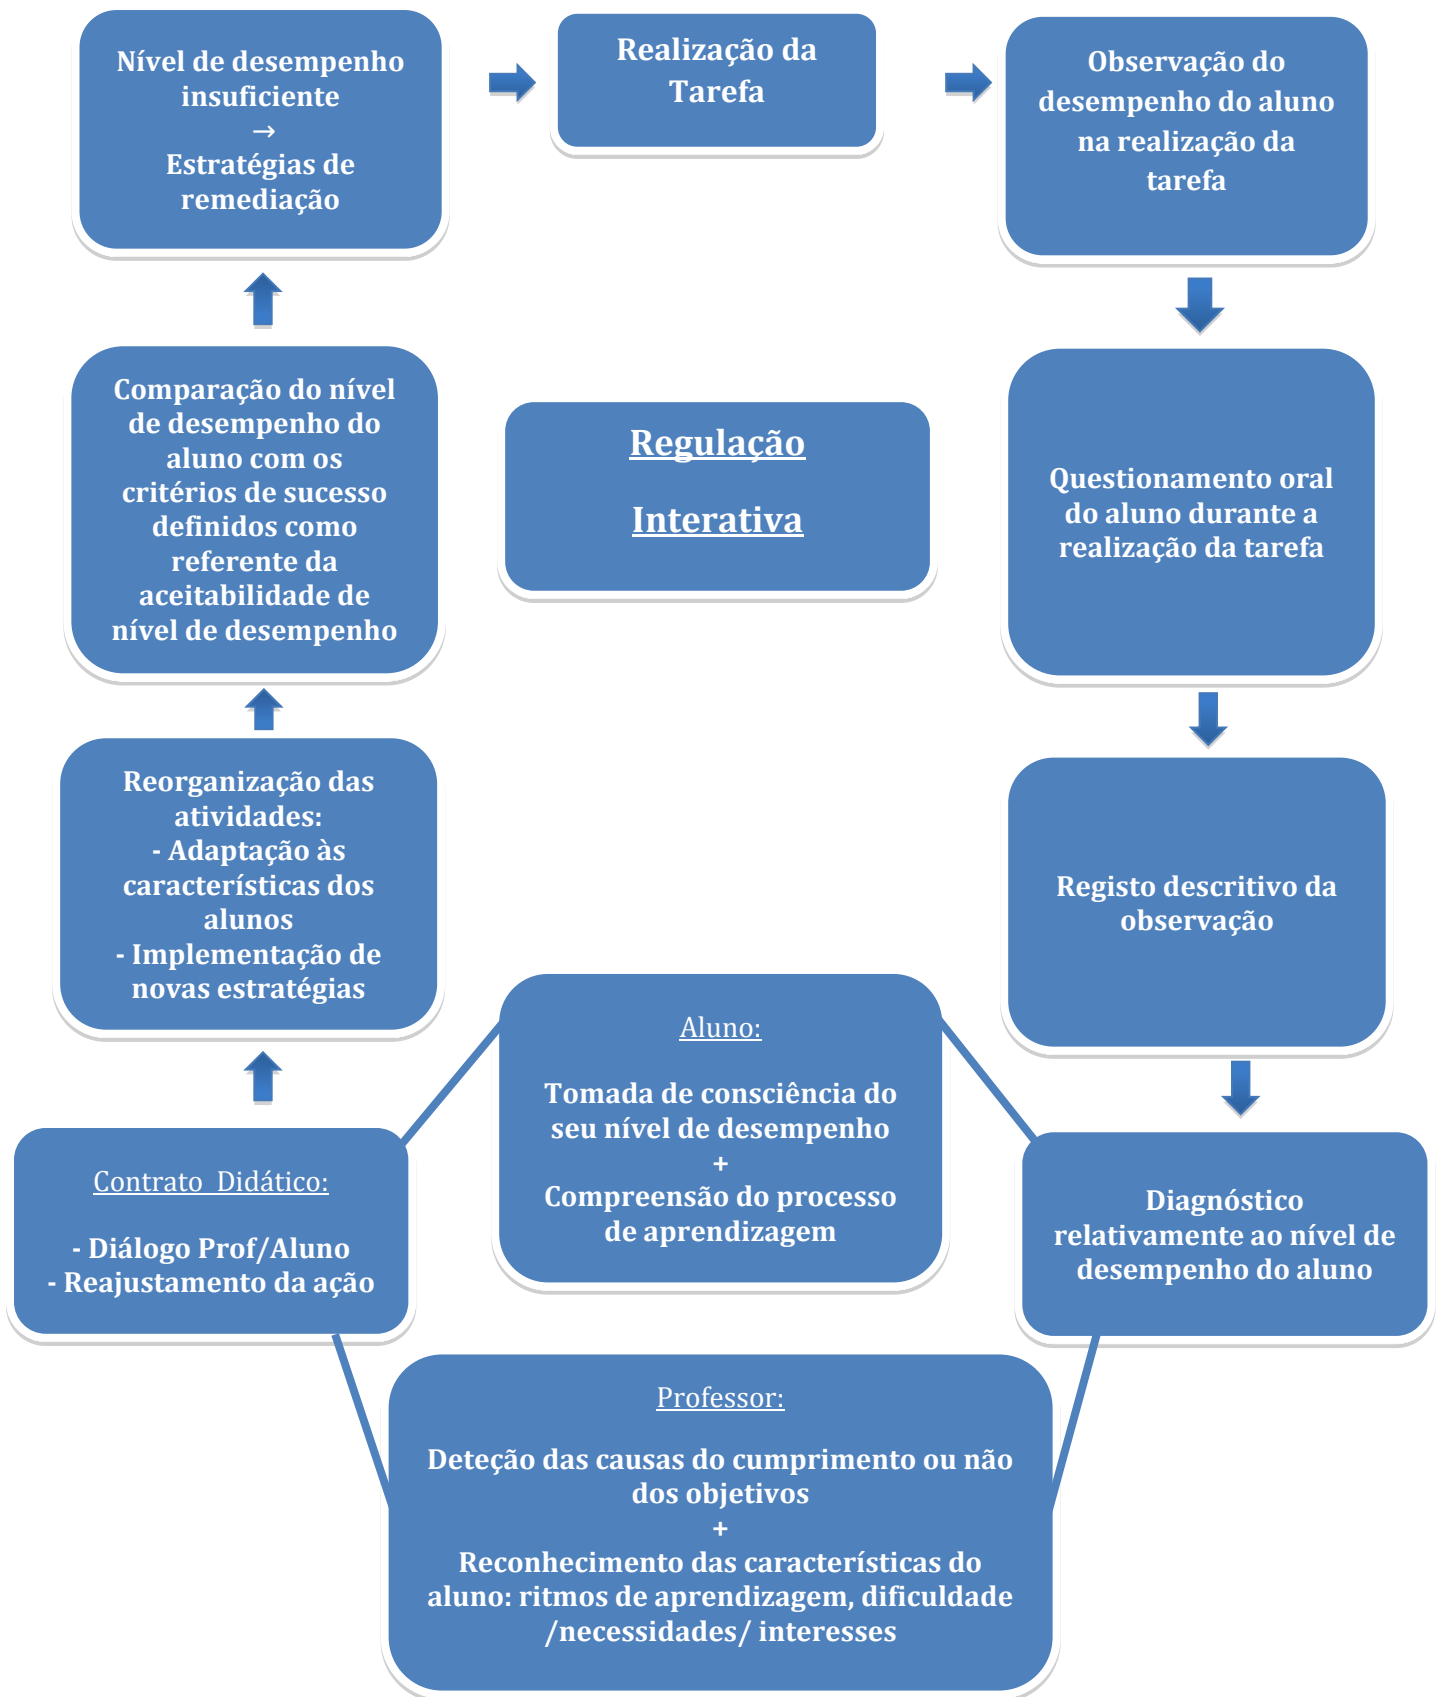 Nível de desempenho
insuficiente
→
Estratégias de
remediação
Realização da
Tarefa
Observação do
desempenho do aluno
na realização da
tarefa
Comparação do nível
de desempenho do
aluno com os
critérios de sucesso
definidos como
referente da
aceitabilidade de
nível de desempenho
Regulação
Interativa
Questionamento oral
do aluno durante a
realização da tarefa
Reorganização das
atividades:
- Adaptação às
características dos
alunos
- Implementação de
novas estratégias
Registo descritivo da
observação
Aluno:
Tomada de consciência do
seu nível de desempenho
+
Compreensão do processo
de aprendizagem
Contrato Didático:
- Diálogo Prof/Aluno
- Reajustamento da ação
Diagnóstico
relativamente ao nível de
desempenho do aluno
Professor:
Deteção das causas do cumprimento ou não
dos objetivos
+
Reconhecimento das características do
aluno: ritmos de aprendizagem, dificuldade
/necessidades/ interesses